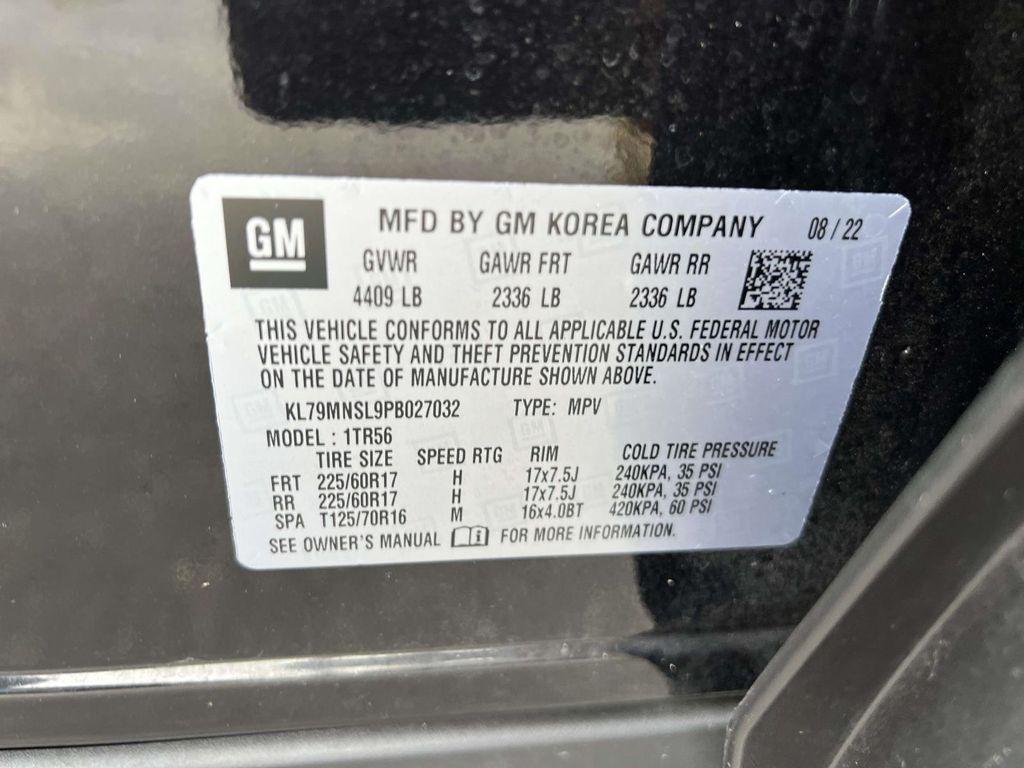 GM MFD BY GM KOREA COMPANY 08 / 22
GVWR GAWR FRT GAWR RR
4409 LB 2336 LB 2336 LB
THIS VEHICLE CONFORMS TO ALL APPLICABLE U.S. FEDERAL MOTOR
VEHICLE SAFETY AND THEFT PREVENTION STANDARDS IN EFFECT
ON THE DATE OF MANUFACTURE SHOWN ABOVE.
KL79MNSL9PB027032 TYPE: MPV
MODEL : 1TR56
TIRE SIZE SPEED RTG RIM COLD TIRE PRESSURE
FRT 225/60R17 H 17x7.5J 240KPA, 35 PSI
RR 225/60R17 H 17x7.5J 240KPA, 35 PSI
SPA T125/70R16 M 16x4.0BT 420KPA, 60 PSI
SEE OWNER'S MANUAL i FOR MORE INFORMATION.